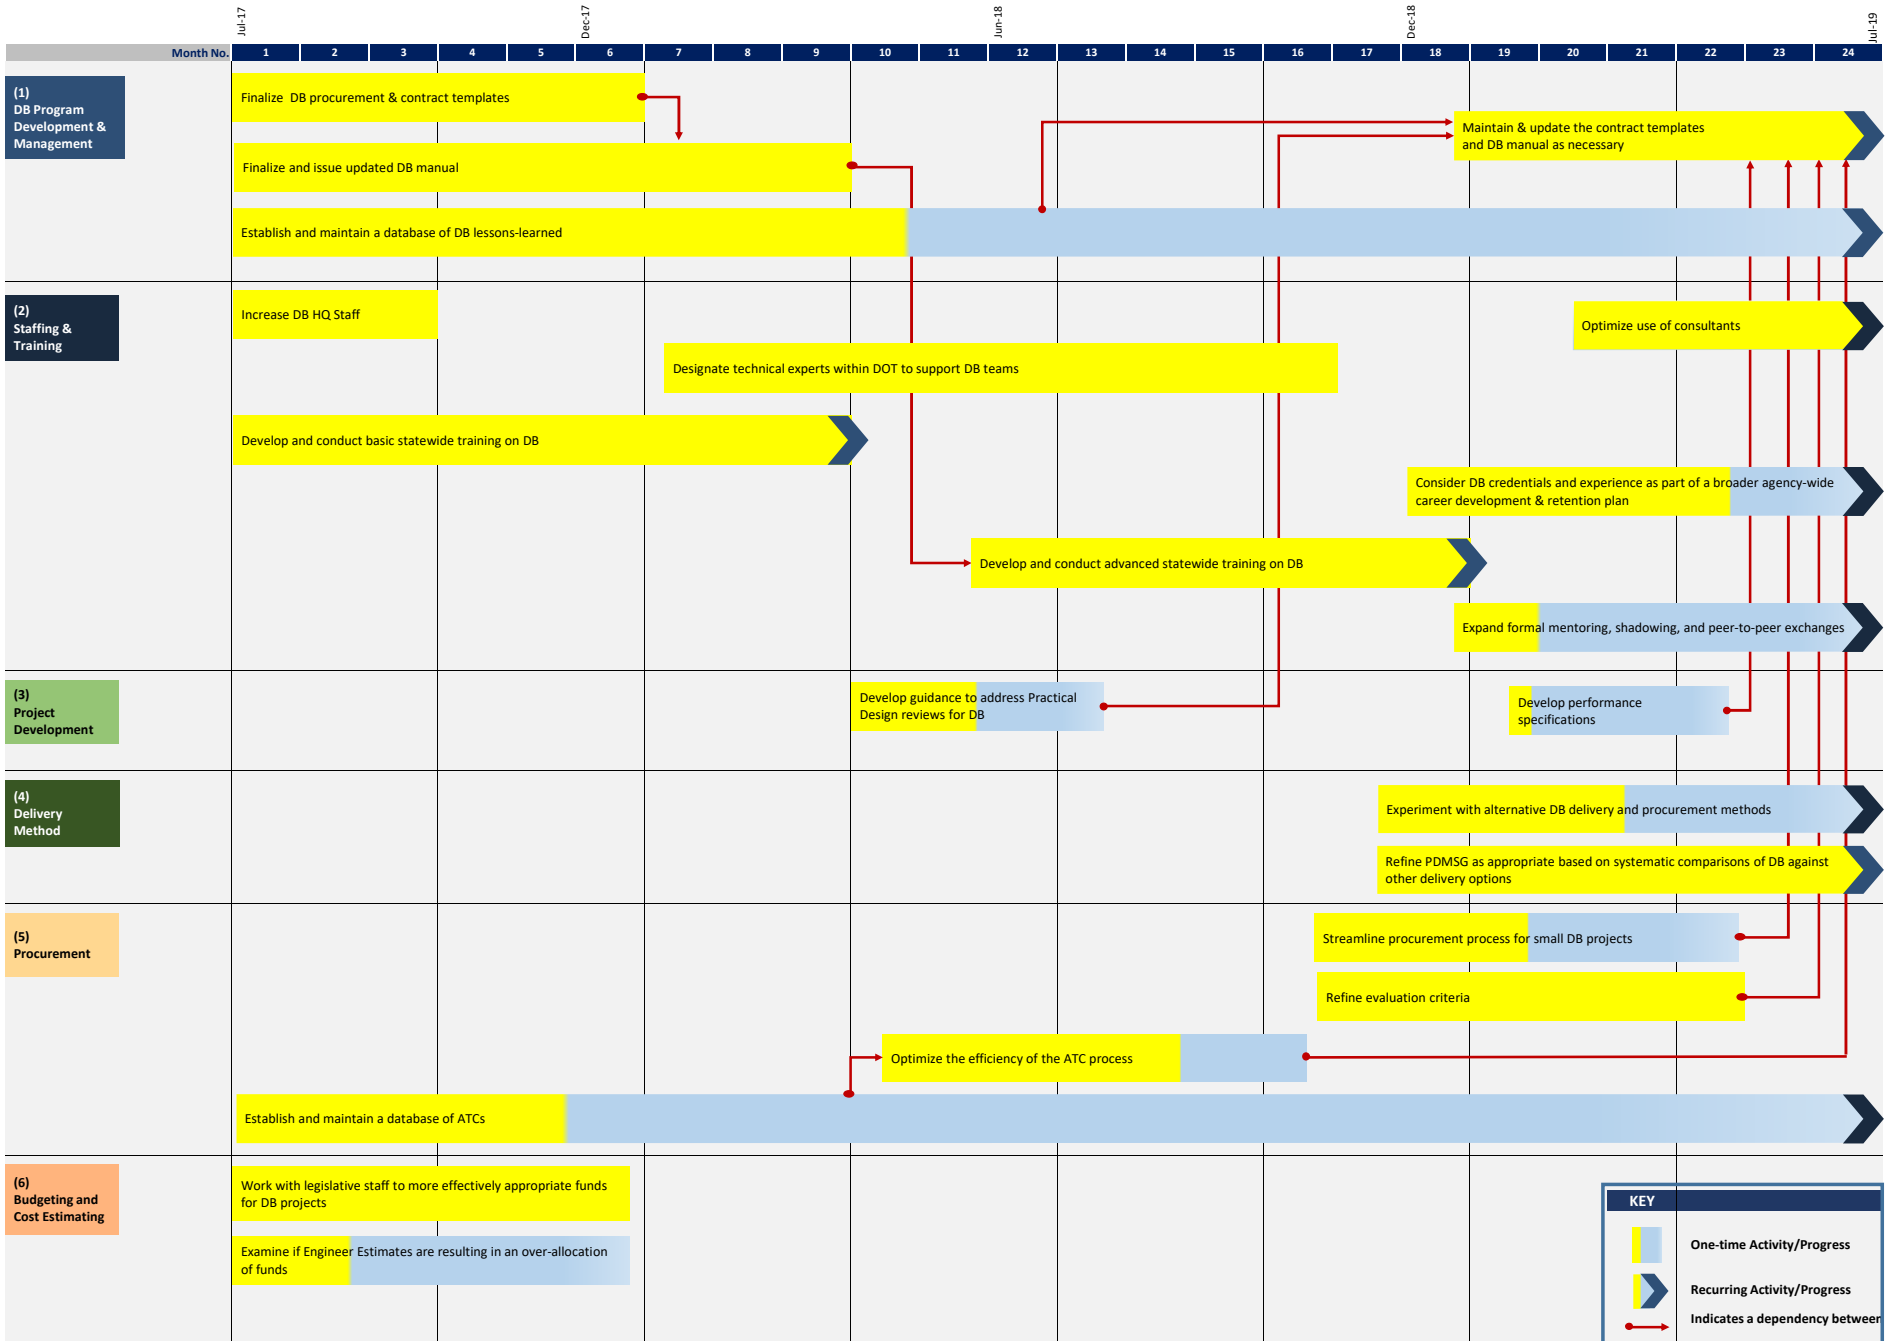 Jul-17
Dec-17
Jun-18
Dec-18
Jul-19
Month No. 1 2 3 4 5 6 7 8 9 10 11 12 13 14 15 16 17 18 19 20 21 22 23 24
(1)
DB Program
Development &
Management
Finalize DB procurement & contract templates
Maintain & update the contract templates
and DB manual as necessary
Finalize and issue updated DB manual
Establish and maintain a database of DB lessons-learned
(2)
Staffing &
Training
Increase DB HQ Staff
Optimize use of consultants
Designate technical experts within DOT to support DB teams
Develop and conduct basic statewide training on DB
Consider DB credentials and experience as part of a broader agency-wide
career development & retention plan
Develop and conduct advanced statewide training on DB
Expand formal mentoring, shadowing, and peer-to-peer exchanges
(3)
Project
Development
Develop guidance to address Practical
Design reviews for DB
Develop performance
specifications
(4)
Delivery
Method
Experiment with alternative DB delivery and procurement methods
Refine PDMSG as appropriate based on systematic comparisons of DB against
other delivery options
(5)
Procurement
Streamline procurement process for small DB projects
Refine evaluation criteria
Optimize the efficiency of the ATC process
Establish and maintain a database of ATCs
(6)
Budgeting and
Cost Estimating
Work with legislative staff to more effectively appropriate funds
for DB projects
Examine if Engineer Estimates are resulting in an over-allocation
of funds
KEY
One-time Activity/Progress
Recurring Activity/Progress
Indicates a dependency between